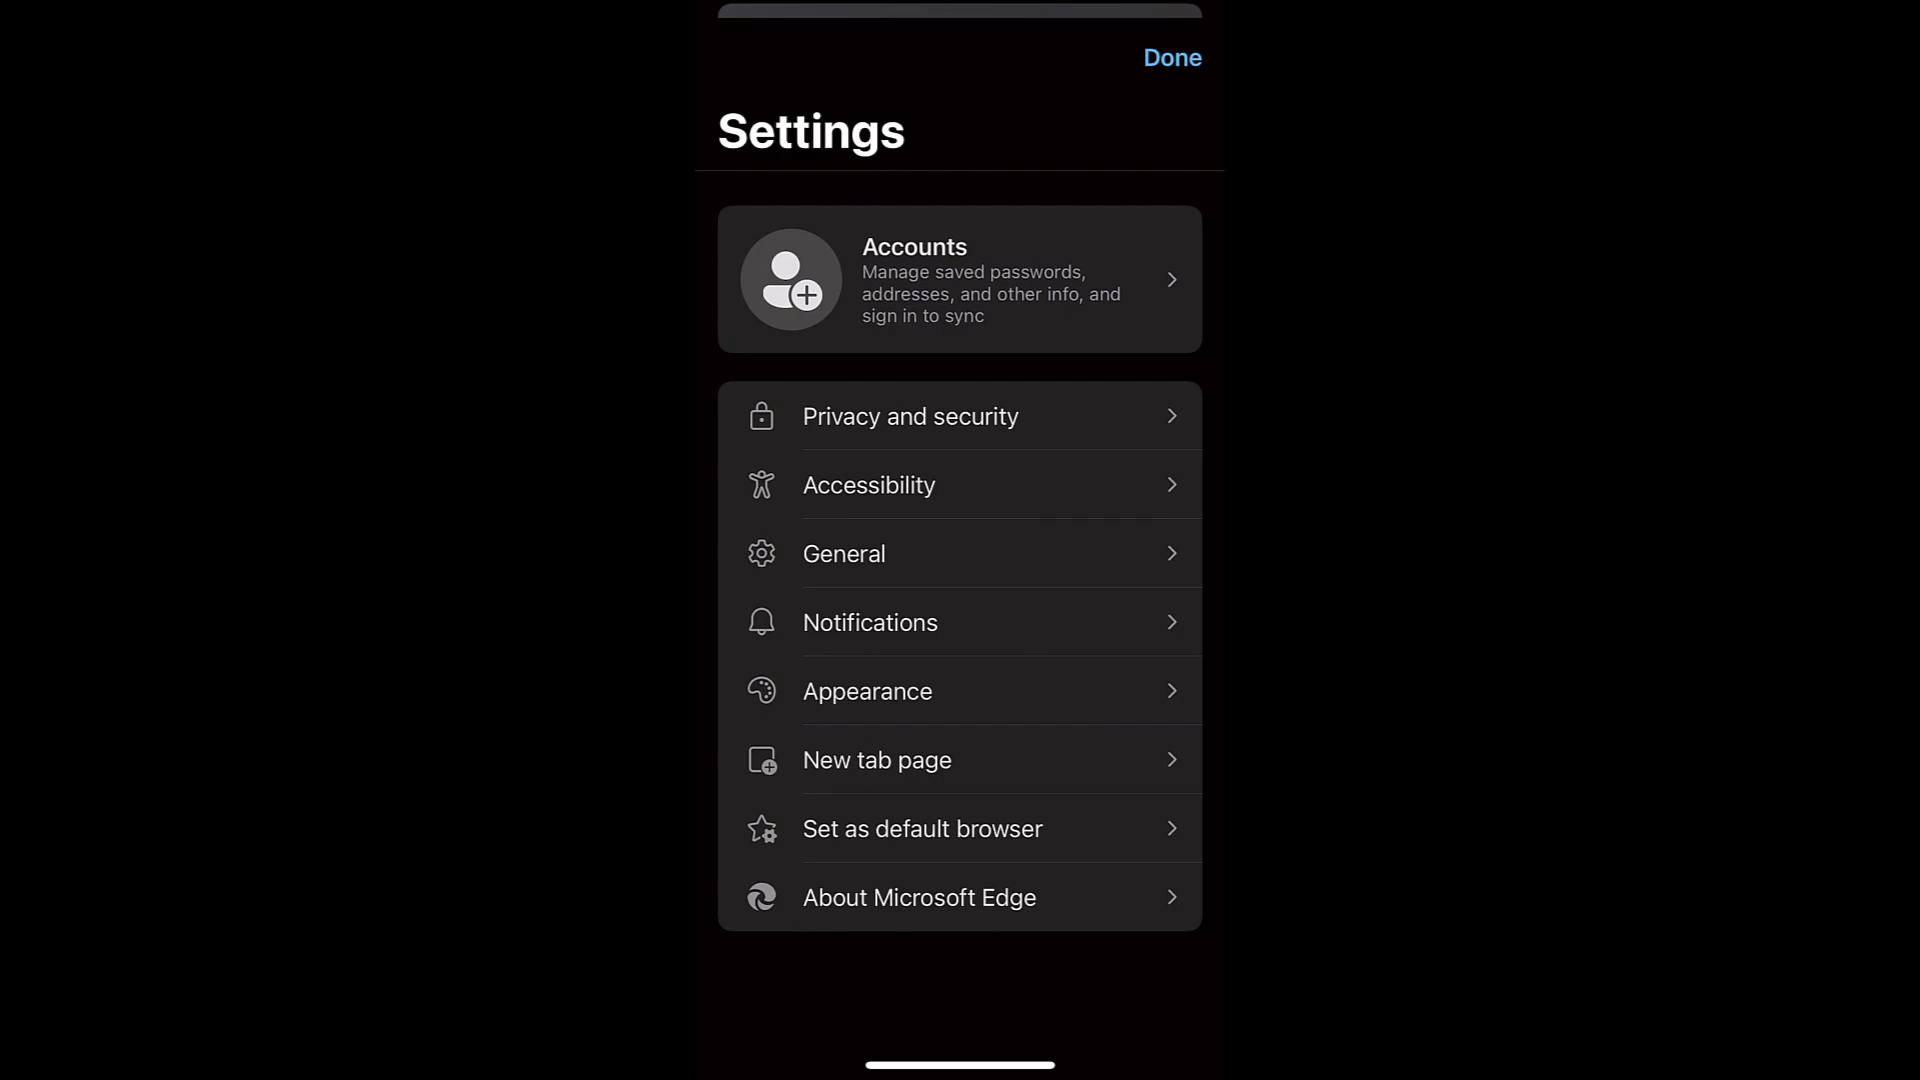 Done
Settings
Accounts
Manage saved passwords,
addresses, and other info, and
sign in to sync
Privacy and security
Accessibility
General
Notifications
Appearance
New tab page
Set as default browser
About Microsoft Edge